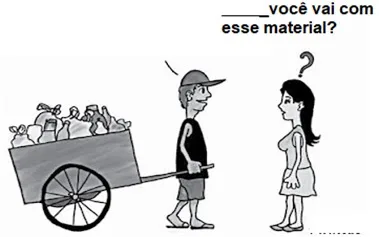 _____você vai com
esse material?
?